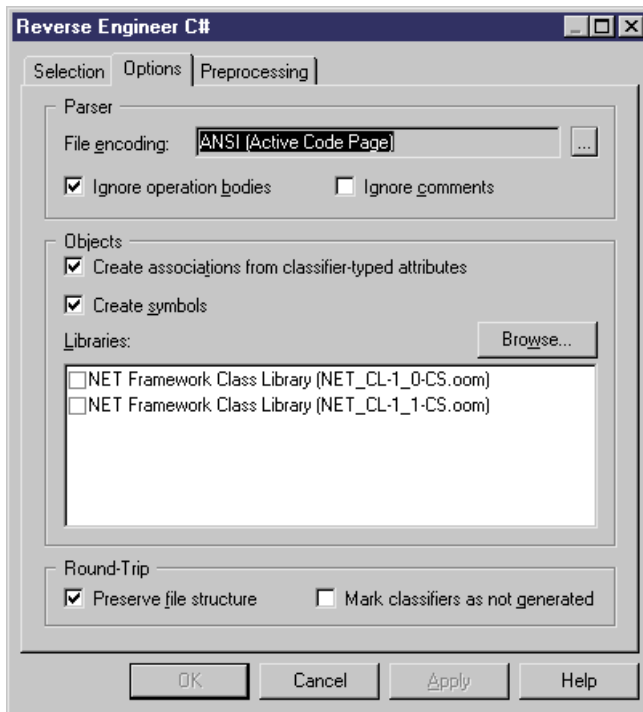 Reverse Engineer C#
Selection Options Preprocessing
Parser
File encoding: ANSI (Active Code Page) ...
Ignore operation bodies Ignore comments
Objects
Create associations from classifier-typed attributes
Create symbols
Libraries: Browse...
NET Framework Class Library (NET_CL-1_0-CS.oom)
NET Framework Class Library (NET_CL-1_1-CS.oom)
Round-Trip
Preserve file structure Mark classifiers as not generated
OK Cancel Apply Help